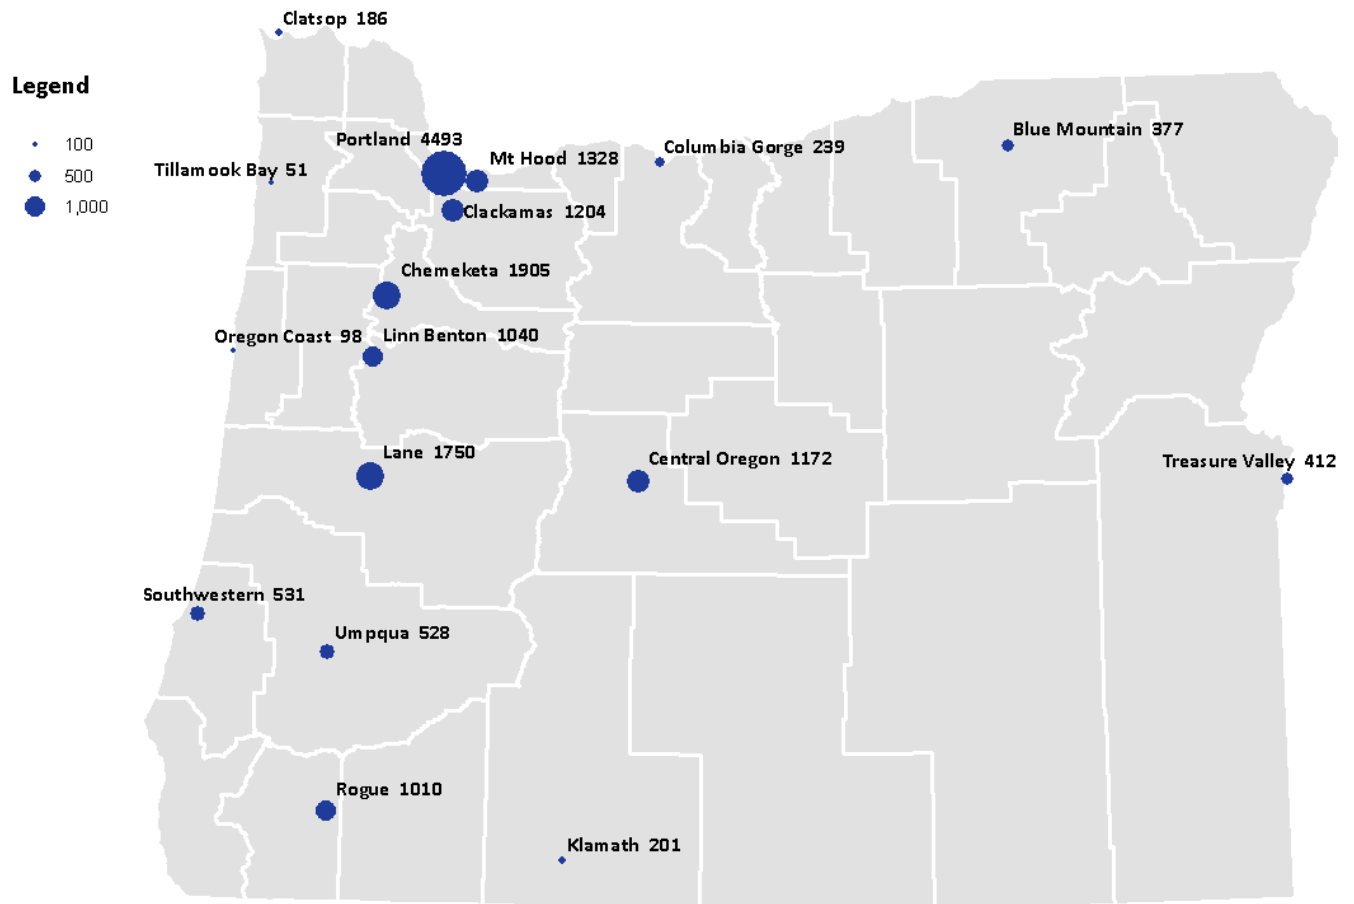 Clatsop 186
Legend
100
500
1,000
Portland 4493
Mt Hood 1328
Columbia Gorge 239
Blue Mountain 377
Tillamook Bay 51
Clackamas 1204
Chemeketa 1905
Oregon Coast 98
Linn Benton 1040
Lane 1750
Central Oregon 1172
Treasure Valley 412
Southwestern 531
Umpqua 528
Rogue 1010
Klamath 201